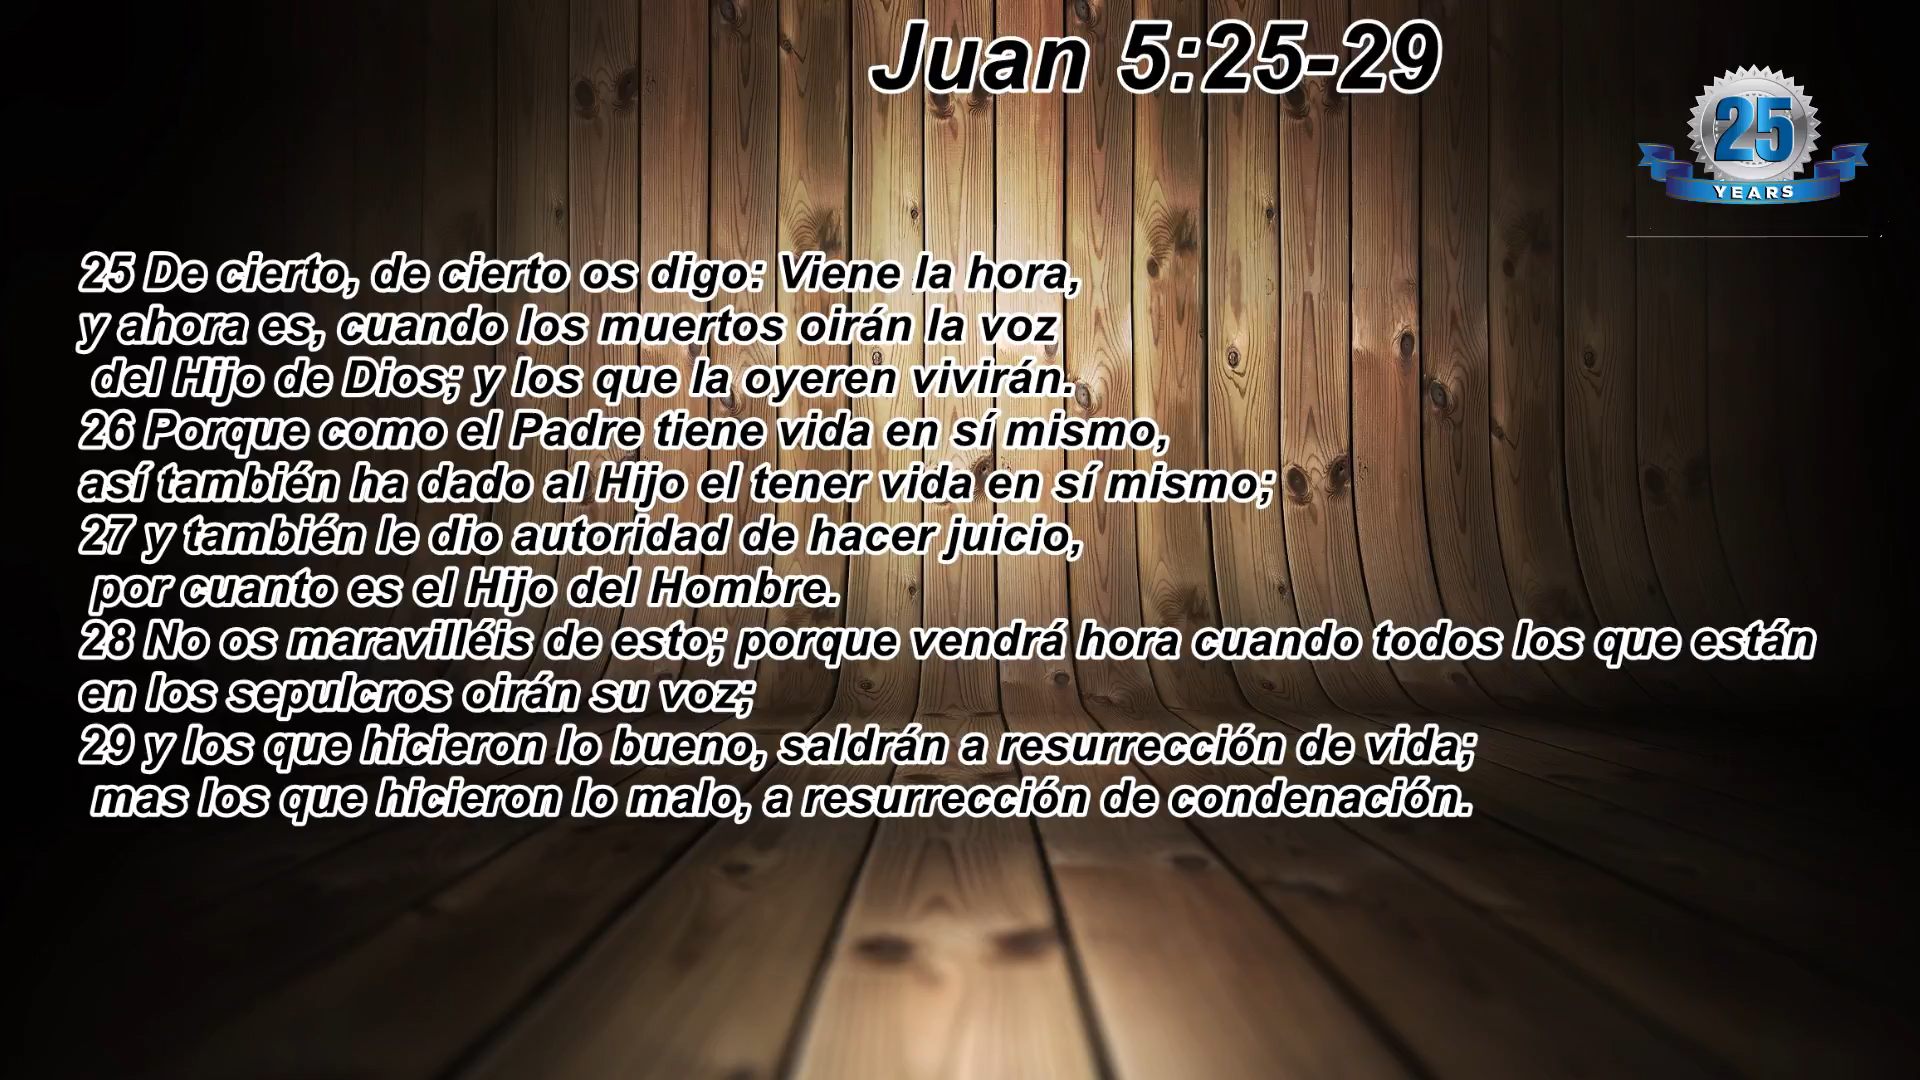 Juan 5:25-29
25
YEARS
25 De cierto, de cierto os digo: Viene la hora,
y ahora es, cuando los muertos oirán la voz
del Hijo de Dios; y los que la oyeren vivirán.
26 Porque como el Padre tiene vida en sí mismo,
así también ha dado al Hijo el tener vida en sí mismo;
27 y también le dio autoridad de hacer juicio,
por cuanto es el Hijo del Hombre.
28 No os maravilléis de esto; porque vendrá hora cuando todos los que están
en los sepulcros oirán su voz;
29 y los que hicieron lo bueno, saldrán a resurrección de vida;
mas los que hicieron lo malo, a resurrección de condenación.